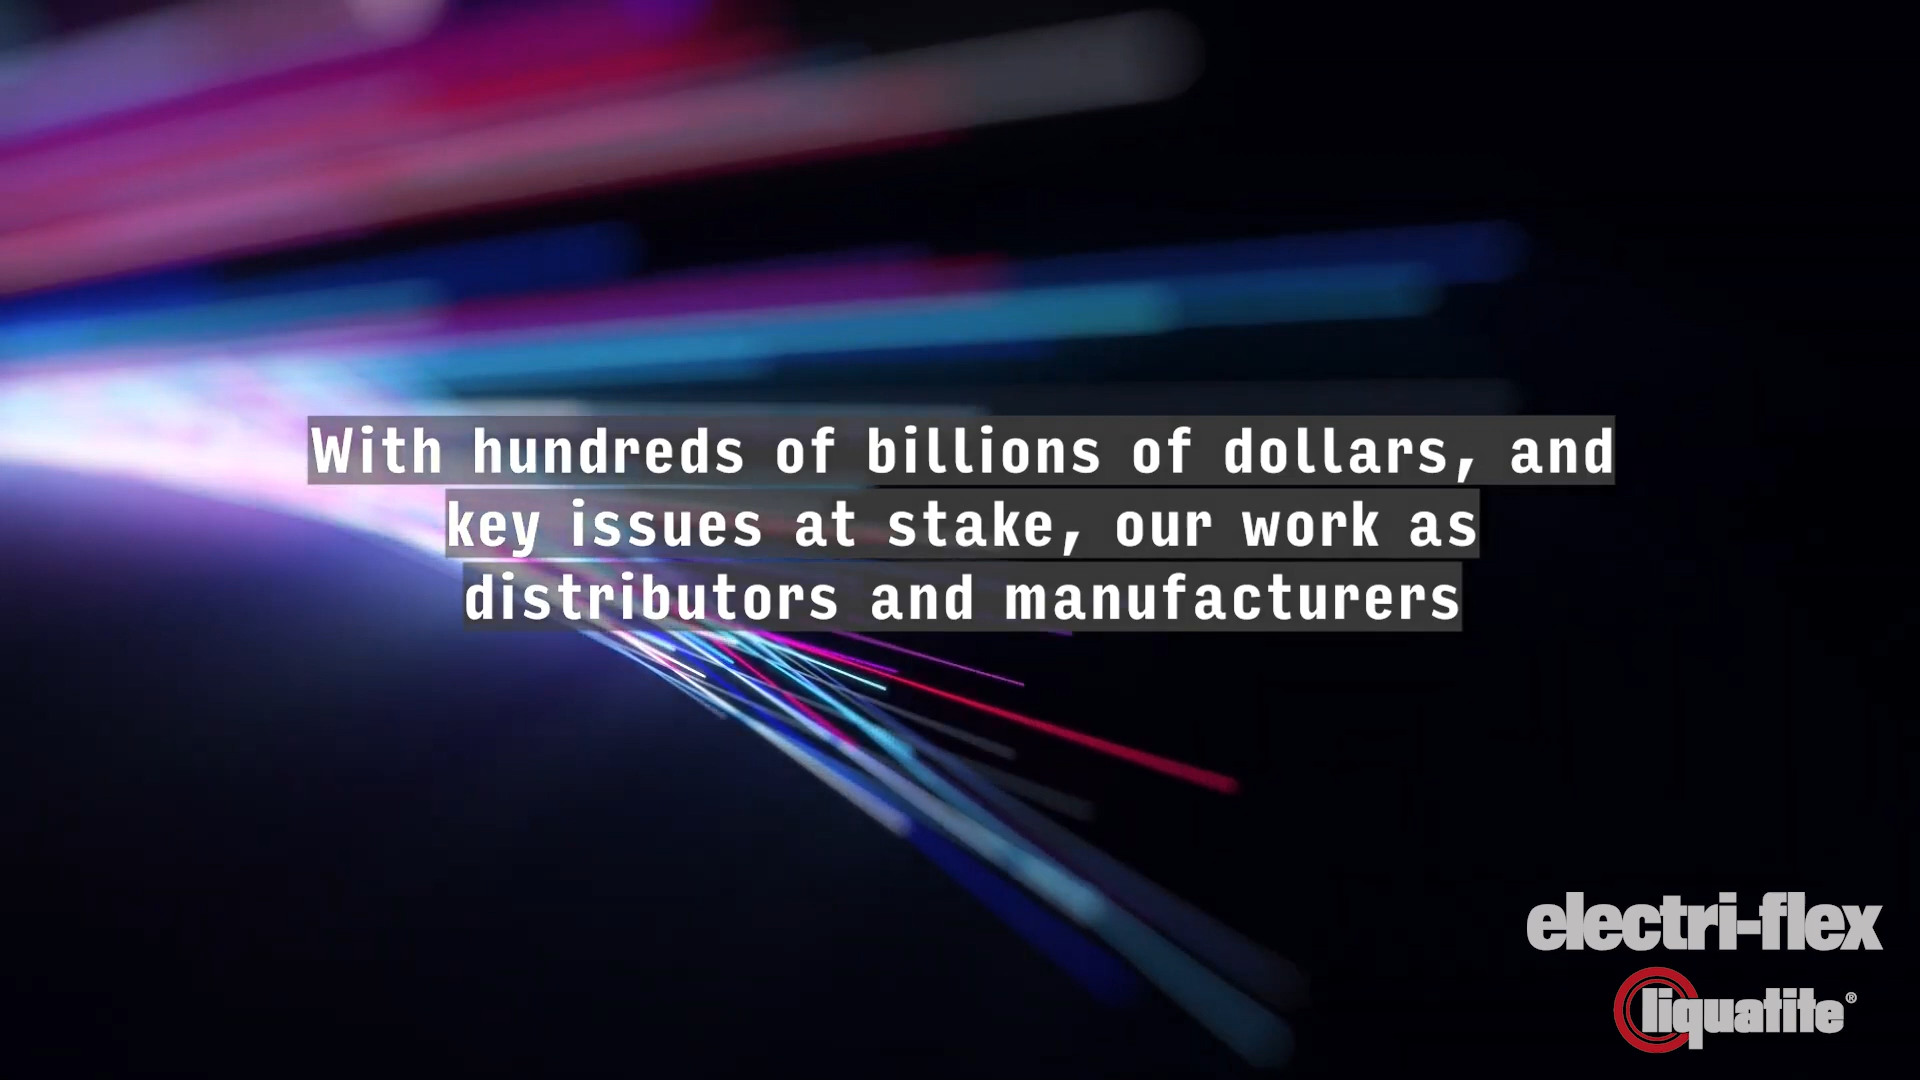 With hundreds of billions of dollars, and
key issues at stake, our work as
distributors and manufacturers
electri-flex
liquatite®